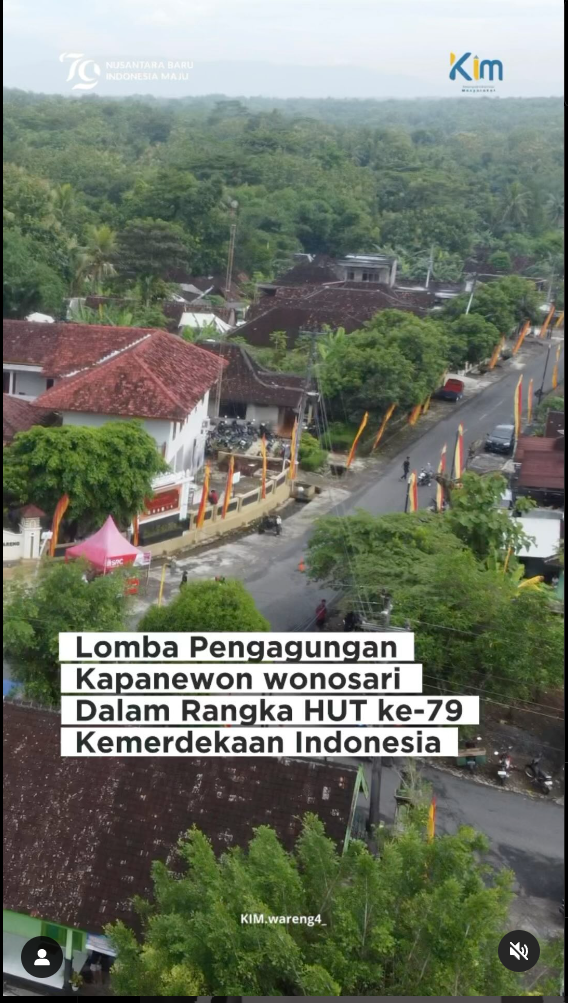 79 NUSANTARA BARU
INDONESIA MAJU
Kim
Lomba Pengagungan
Kapanewon wonosari
Dalam Rangka HUT ke-79
Kemerdekaan Indonesia
KIM.wareng4_